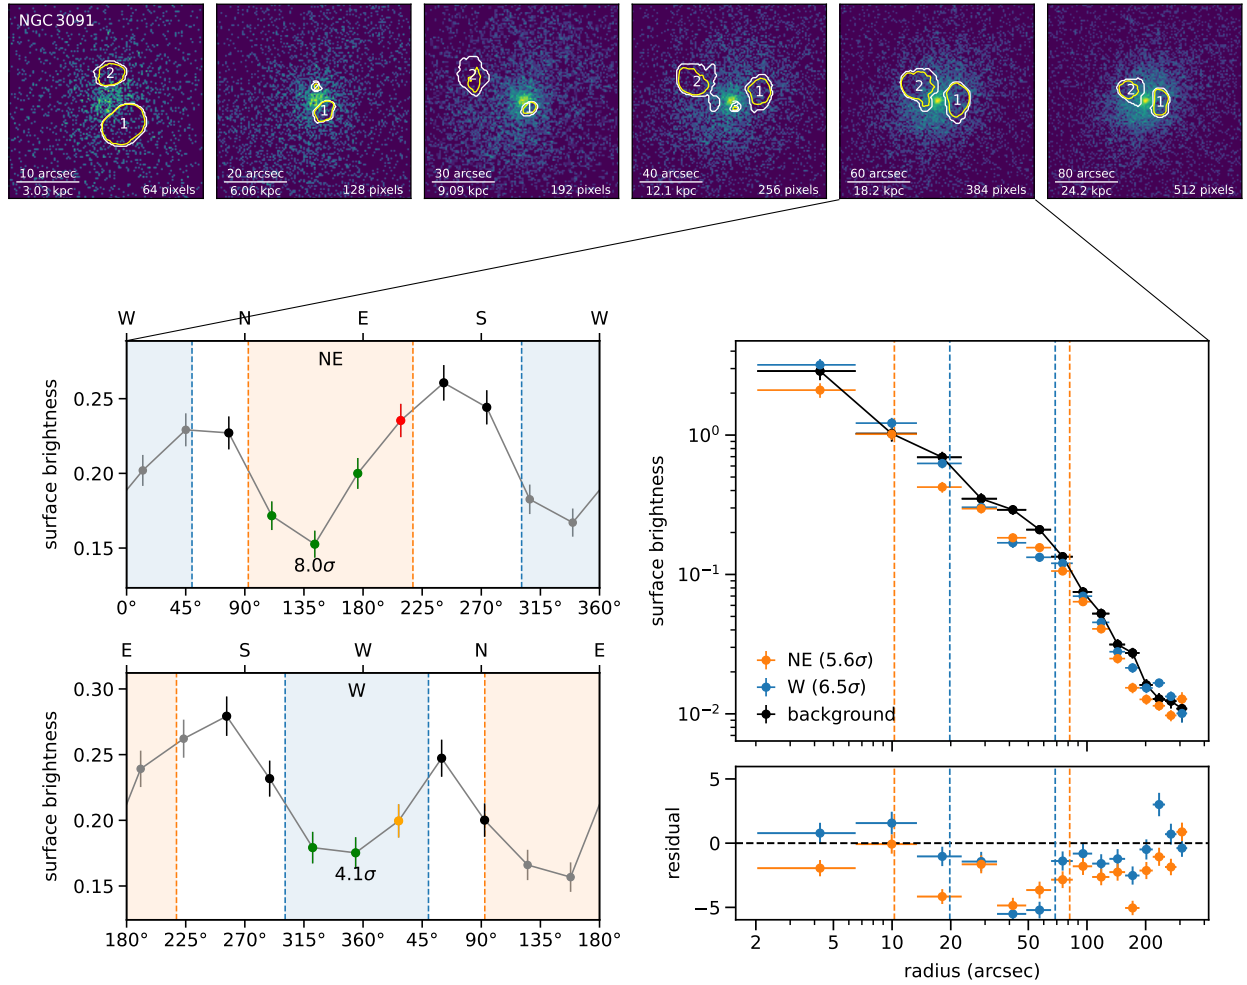 NGC 3091
2
1
10 arcsec
3.03 kpc
64 pixels
1
20 arcsec
6.06 kpc
128 pixels
2
1
30 arcsec
9.09 kpc
192 pixels
2
1
40 arcsec
12.1 kpc
256 pixels
2
1
60 arcsec
18.2 kpc
384 pixels
2
1
80 arcsec
24.2 kpc
512 pixels
W N E S W
NE
surface brightness
0.25
0.20
0.15
8.0σ
0° 45° 90° 135° 180° 225° 270° 315° 360°
E S W N E
W
surface brightness
0.30
0.25
0.20
0.15
4.1σ
180° 225° 270° 315° 360° 45° 90° 135° 180°
surface brightness
10⁰
10⁻¹
10⁻²
NE (5.6σ)
W (6.5σ)
background
residual
5
0
−5
2 5 10 20 50 100 200
radius (arcsec)